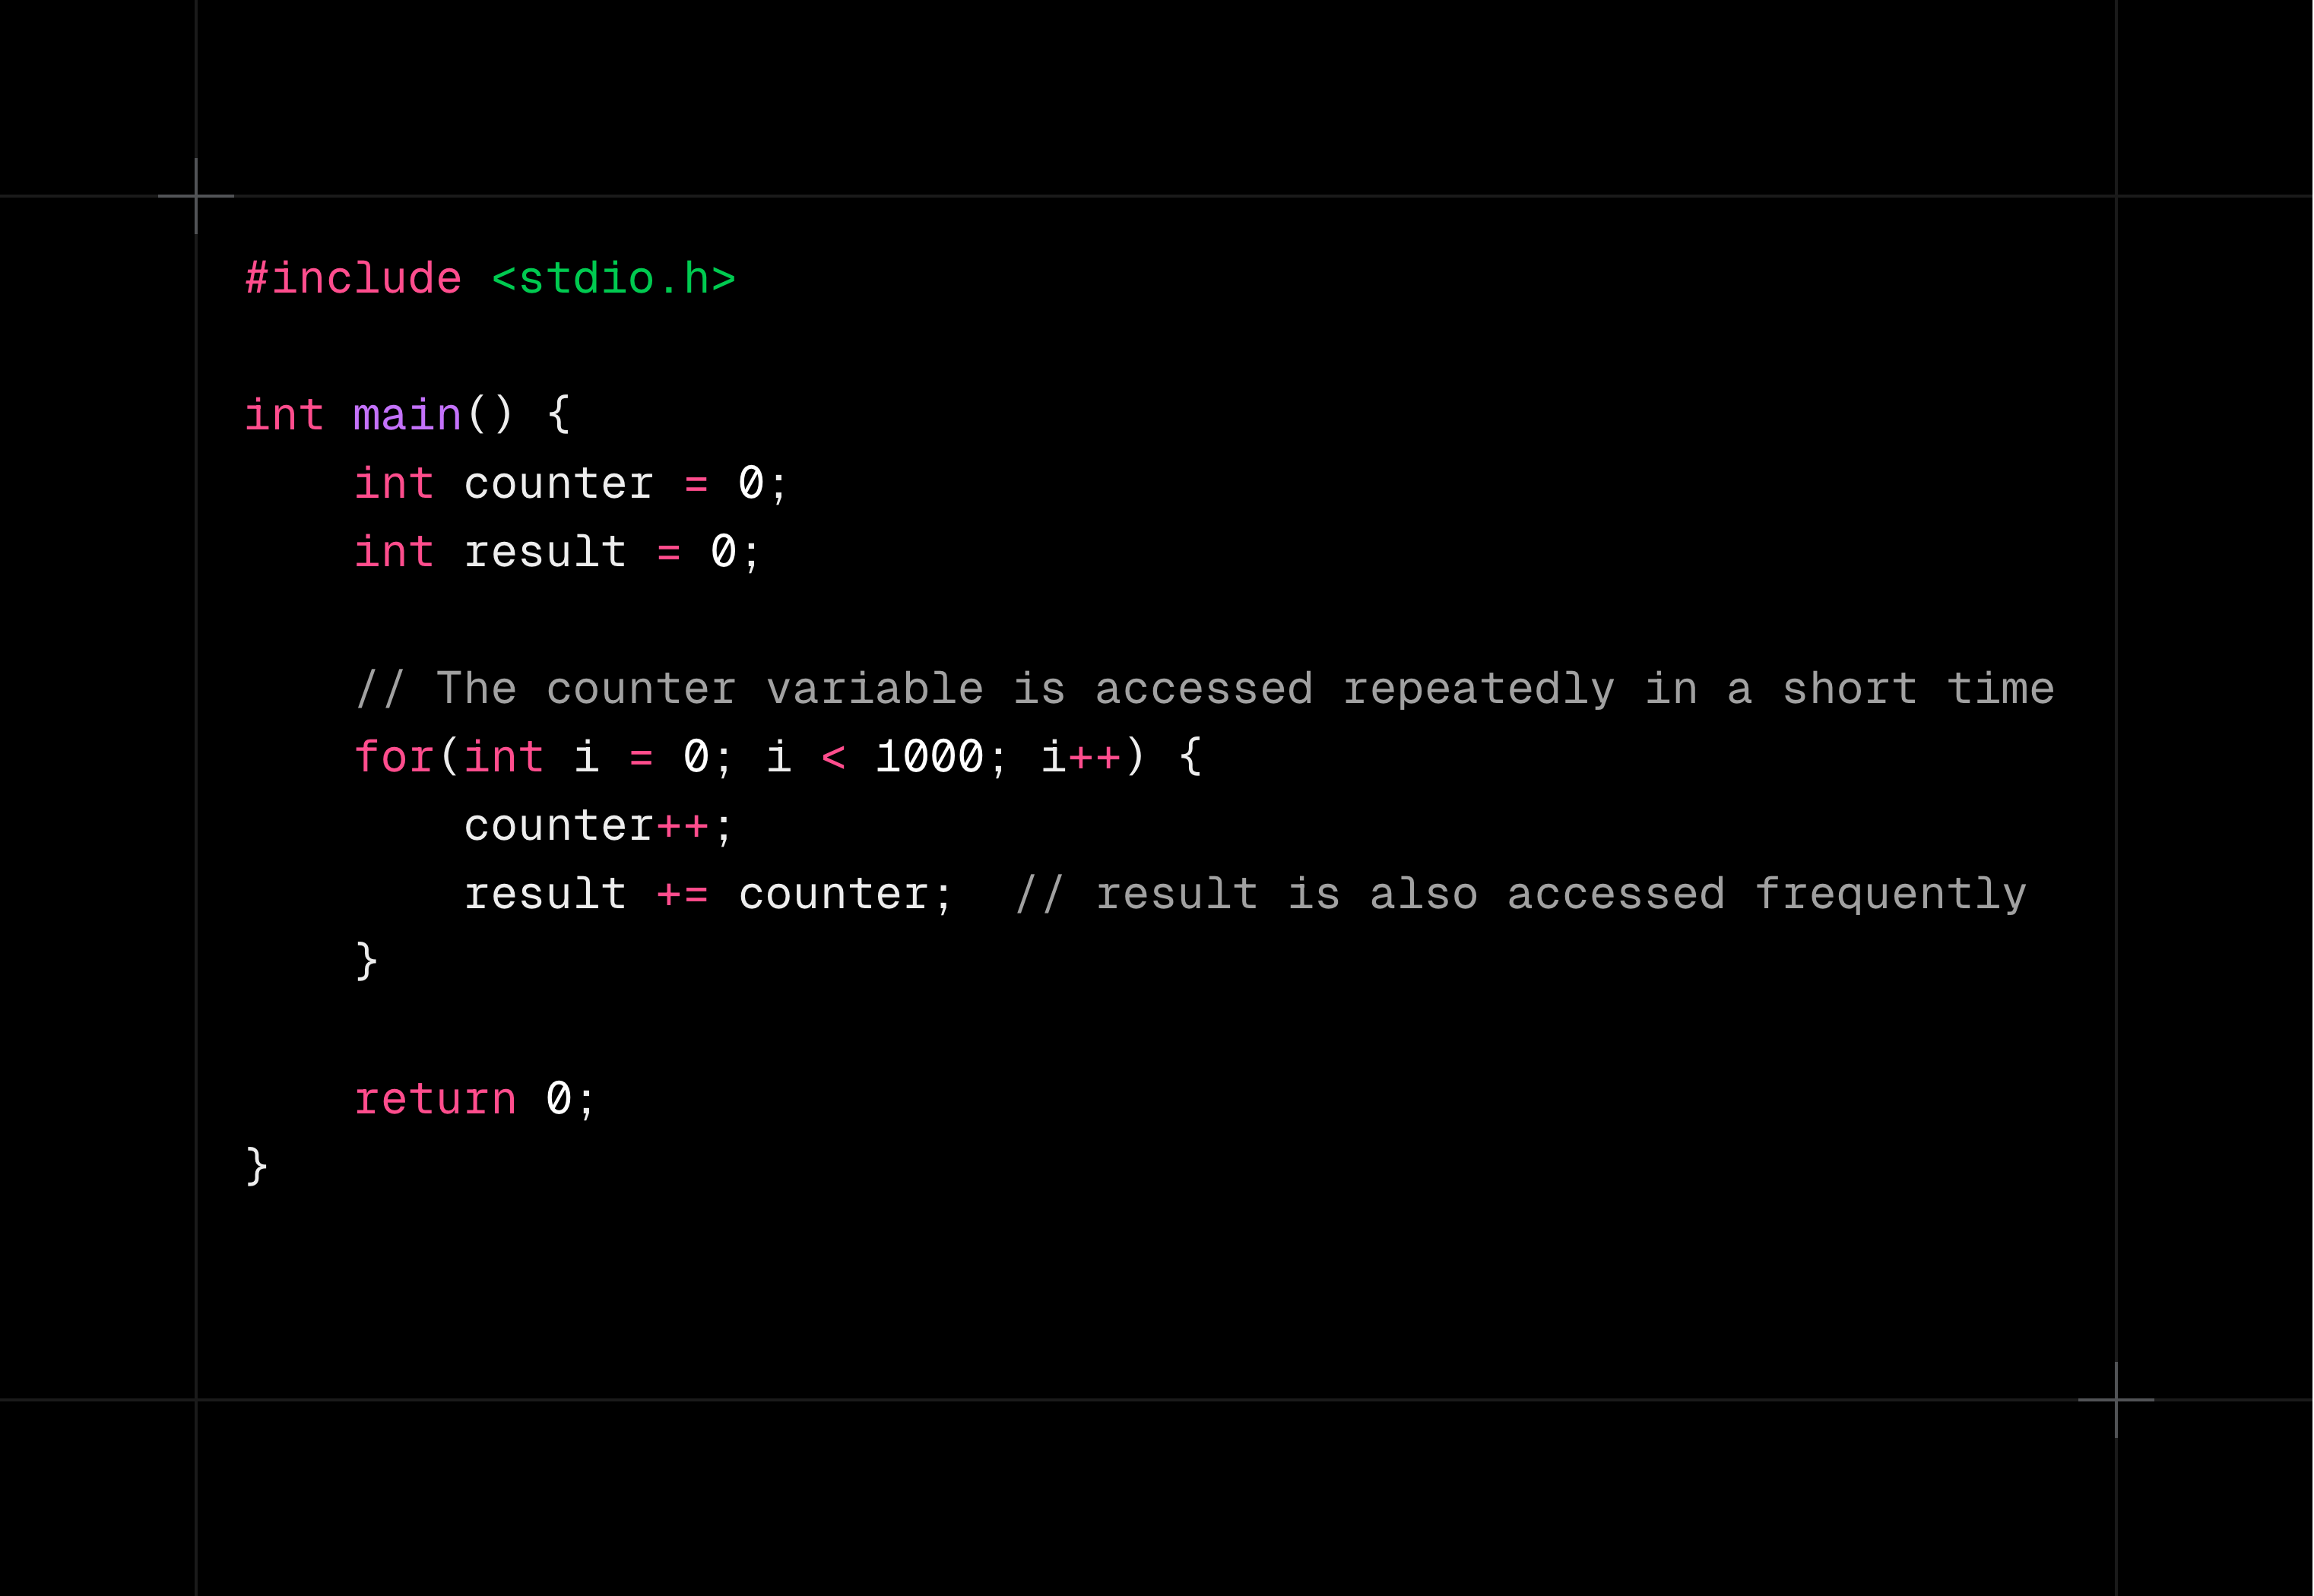 #include <stdio.h>
int main() {
    int counter = 0;
    int result = 0;
    // The counter variable is accessed repeatedly in a short time
    for(int i = 0; i < 1000; i++) {
        counter++;
        result += counter;  // result is also accessed frequently
    }
    return 0;
}